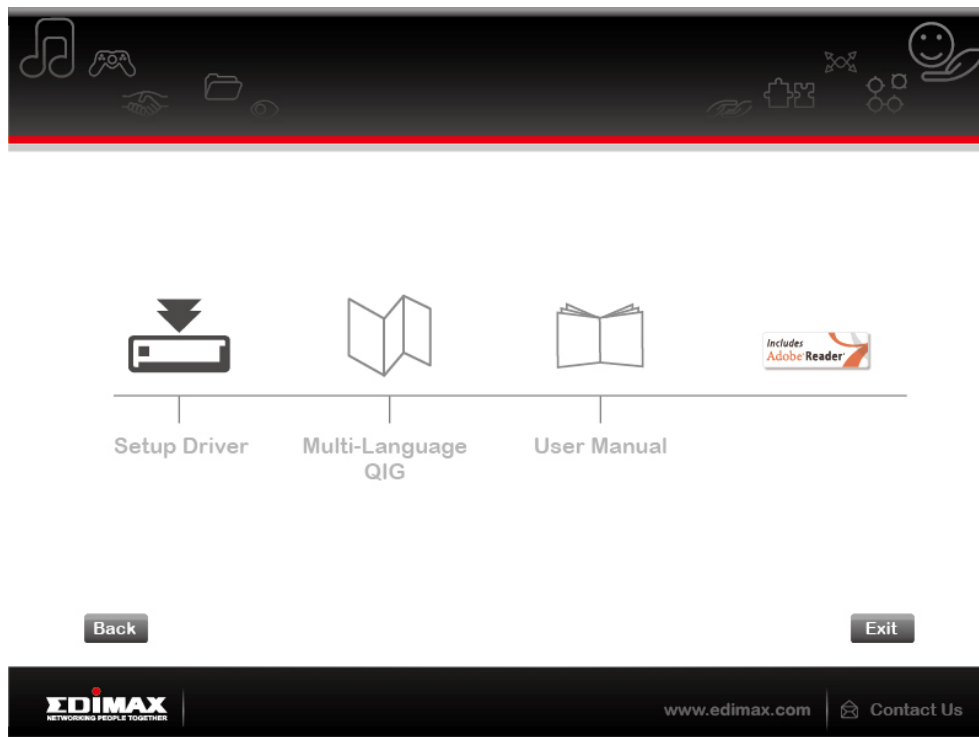 Includes
Adobe Reader
Setup Driver
Multi-Language
QIG
User Manual
Back
Exit
EDIMAX
NETWORKING PEOPLE TOGETHER
www.edimax.com
Contact Us